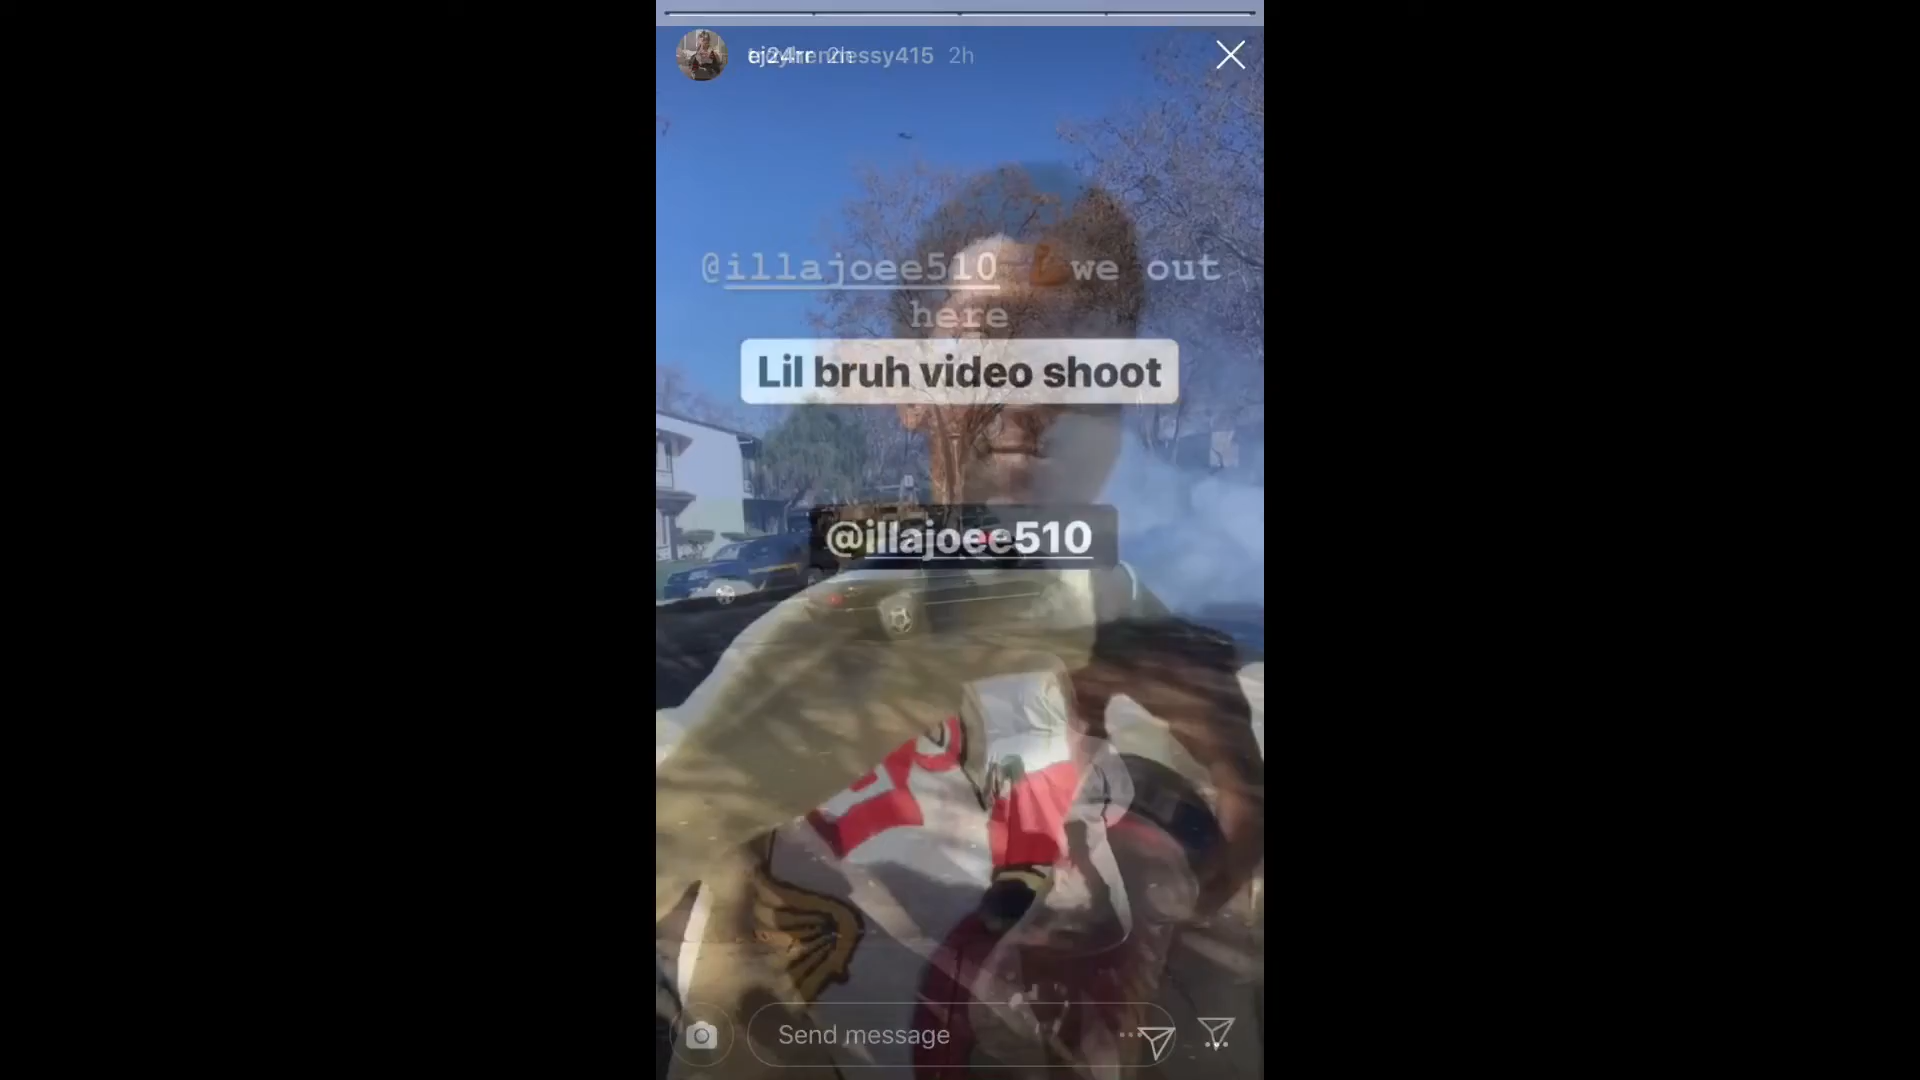 2h
@illajoee510 we out
here
Lil bruh video shoot
@illajoee510
Send message